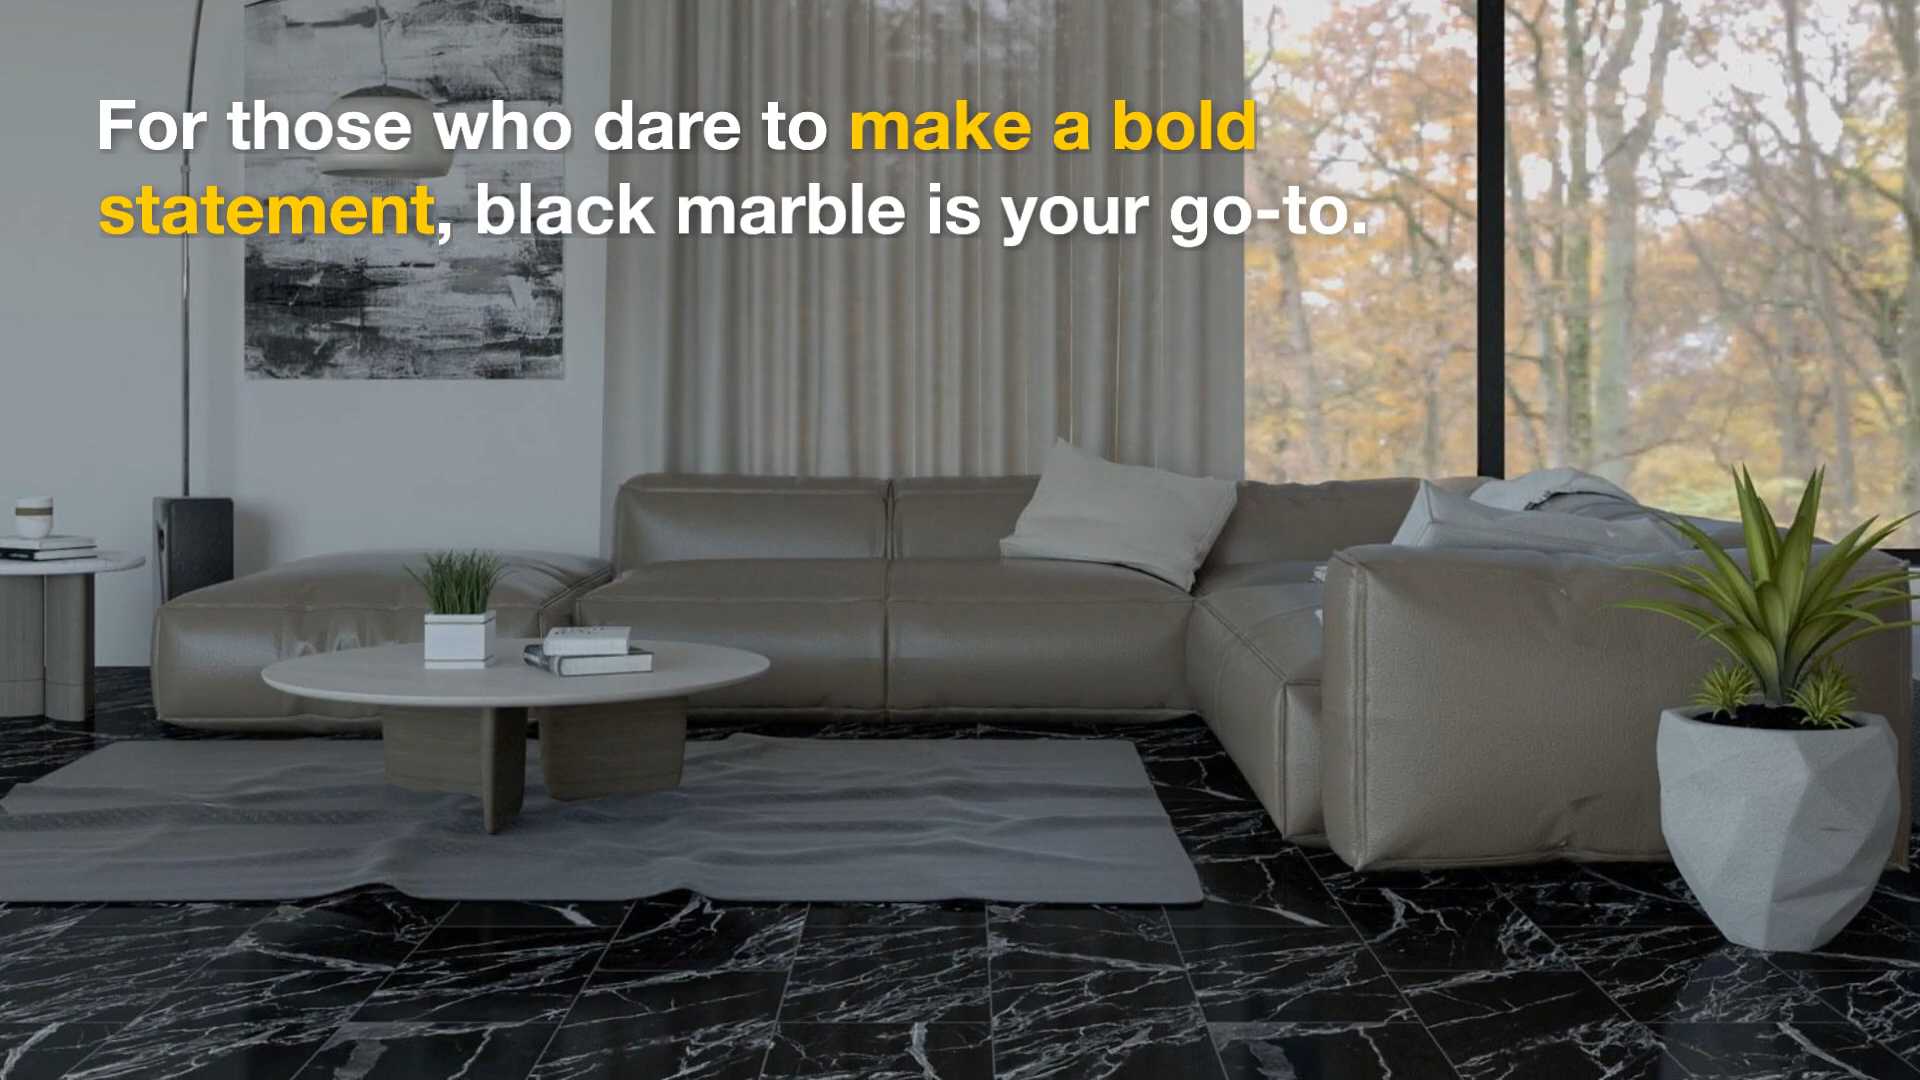 For those who dare to make a bold
statement, black marble is your go-to.